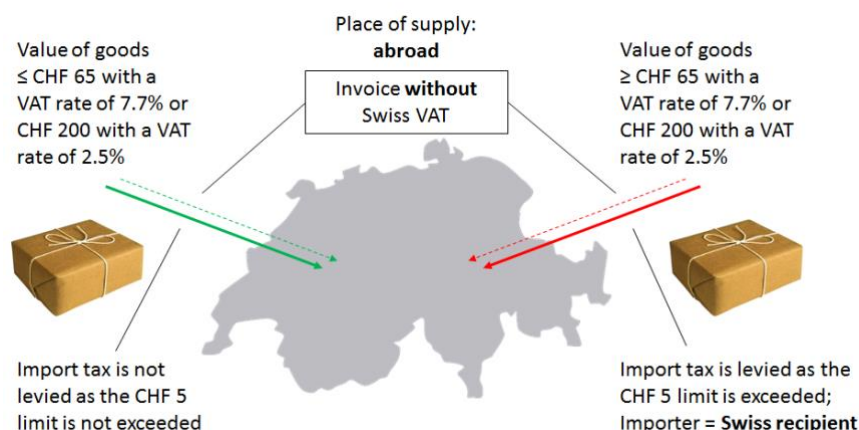 Place of supply:
abroad
Invoice without
Swiss VAT
Value of goods
≤ CHF 65 with a
VAT rate of 7.7% or
CHF 200 with a VAT
rate of 2.5%
Value of goods
≥ CHF 65 with a
VAT rate of 7.7% or
CHF 200 with a VAT
rate of 2.5%
Import tax is not
levied as the CHF 5
limit is not exceeded
Import tax is levied as the
CHF 5 limit is exceeded;
Importer = Swiss recipient